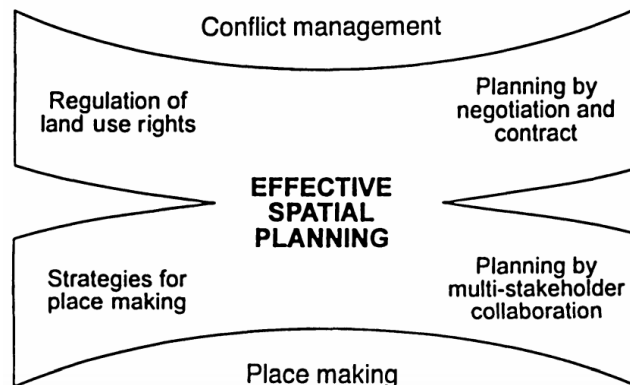 Conflict management
Regulation of
land use rights
Planning by
negotiation and
contract
EFFECTIVE
SPATIAL
PLANNING
Strategies for
place making
Planning by
multi-stakeholder
collaboration
Place making